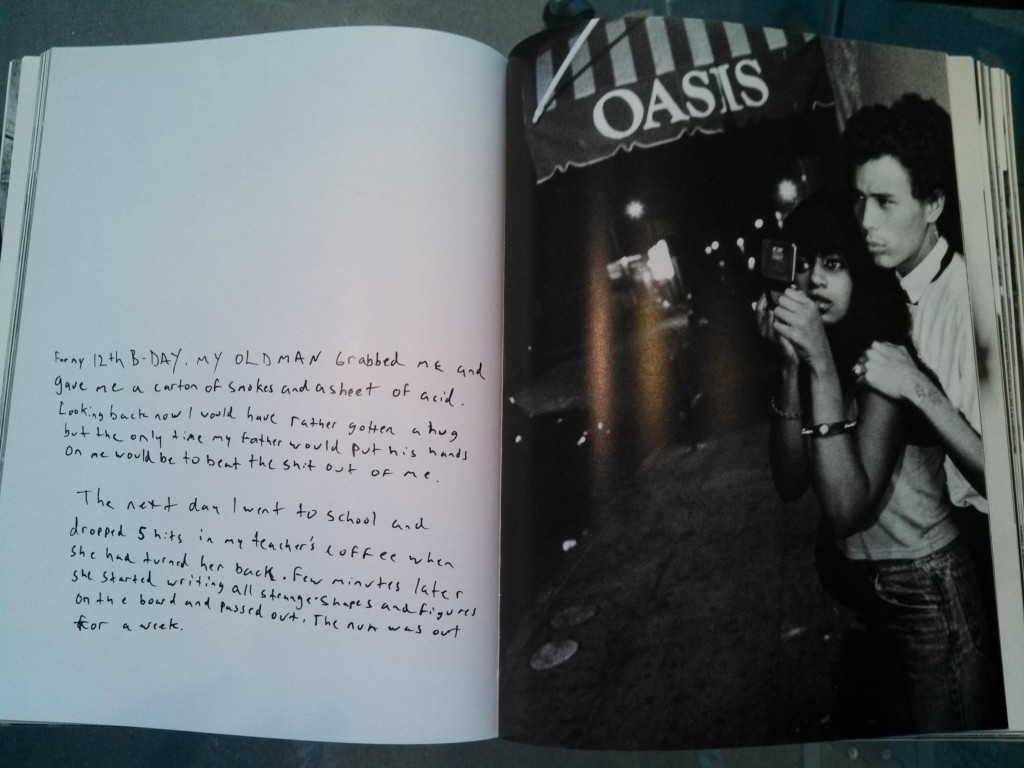 For my 12th B-DAY, MY OLD MAN Grabbed ME and
gave me a carton of smokes and a sheet of acid.
Looking back now I would have rather gotten a hug
but the only time my father would put his hands
on me would be to beat the shit out of me.
The next day I went to school and
dropped 5 hits in my teacher's coffee when
she had turned her back. Few minutes later
she started writing all strange shapes and figures
on the board and passed out. The nun was out
for a week.
OASIS